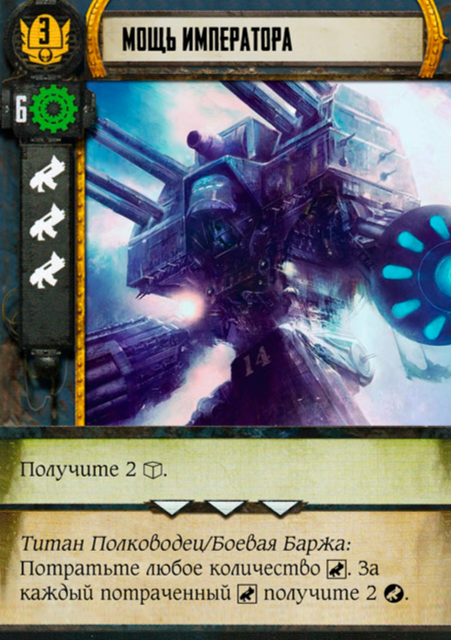 3
МОЩЬ ИМПЕРАТОРА
6
14
Получите 2 .
Титан Полководец/Боевая Баржа:
Потратьте любое количество . За
каждый потраченный получите 2 .